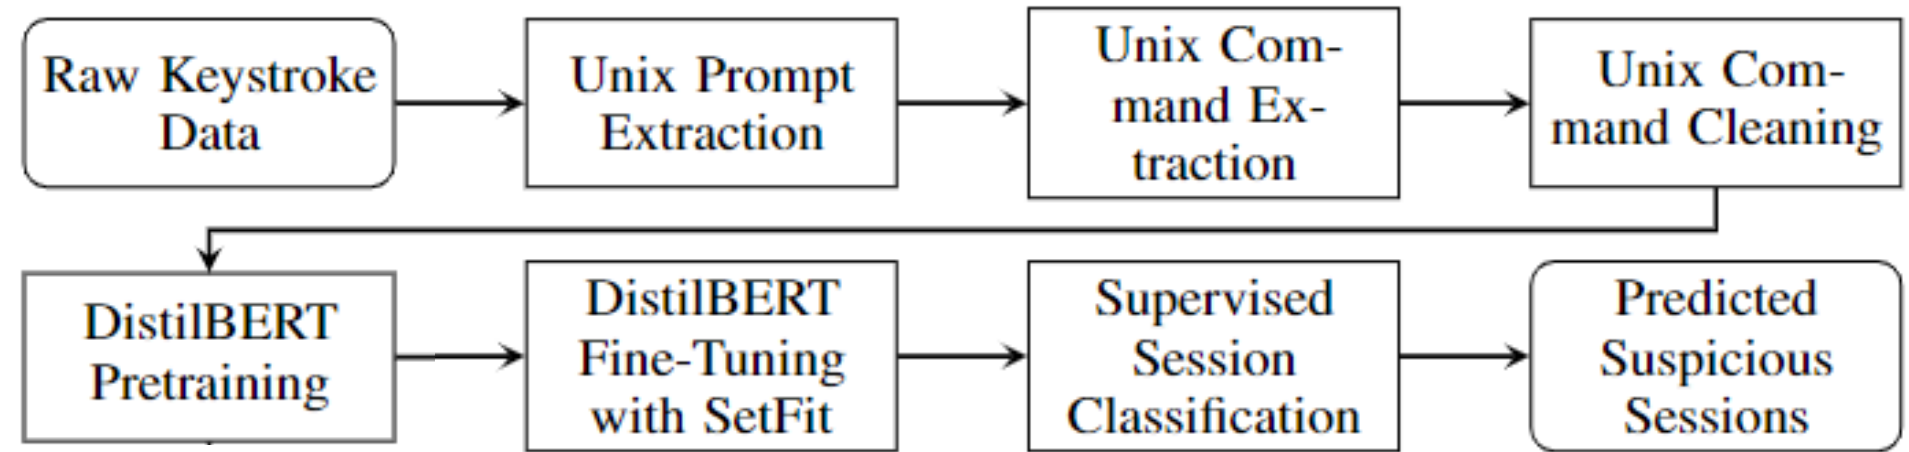 Raw Keystroke
Data
Unix Prompt
Extraction
Unix Com-
mand Ex-
traction
Unix Com-
mand Cleaning
DistilBERT
Pretraining
DistilBERT
Fine-Tuning
with SetFit
Supervised
Session
Classification
Predicted
Suspicious
Sessions